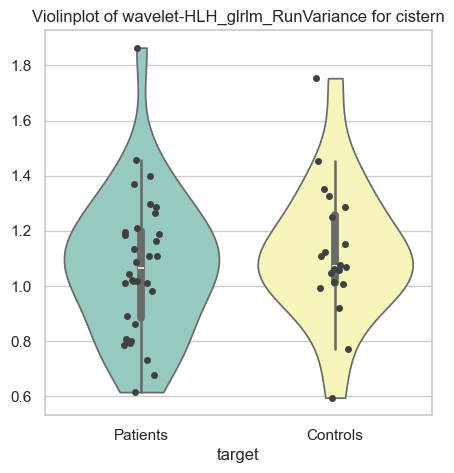 Violinplot of wavelet-HLH_glrlm_RunVariance for cistern
1.8
1.6
1.4
1.2
1.0
0.8
0.6
Patients Controls
target